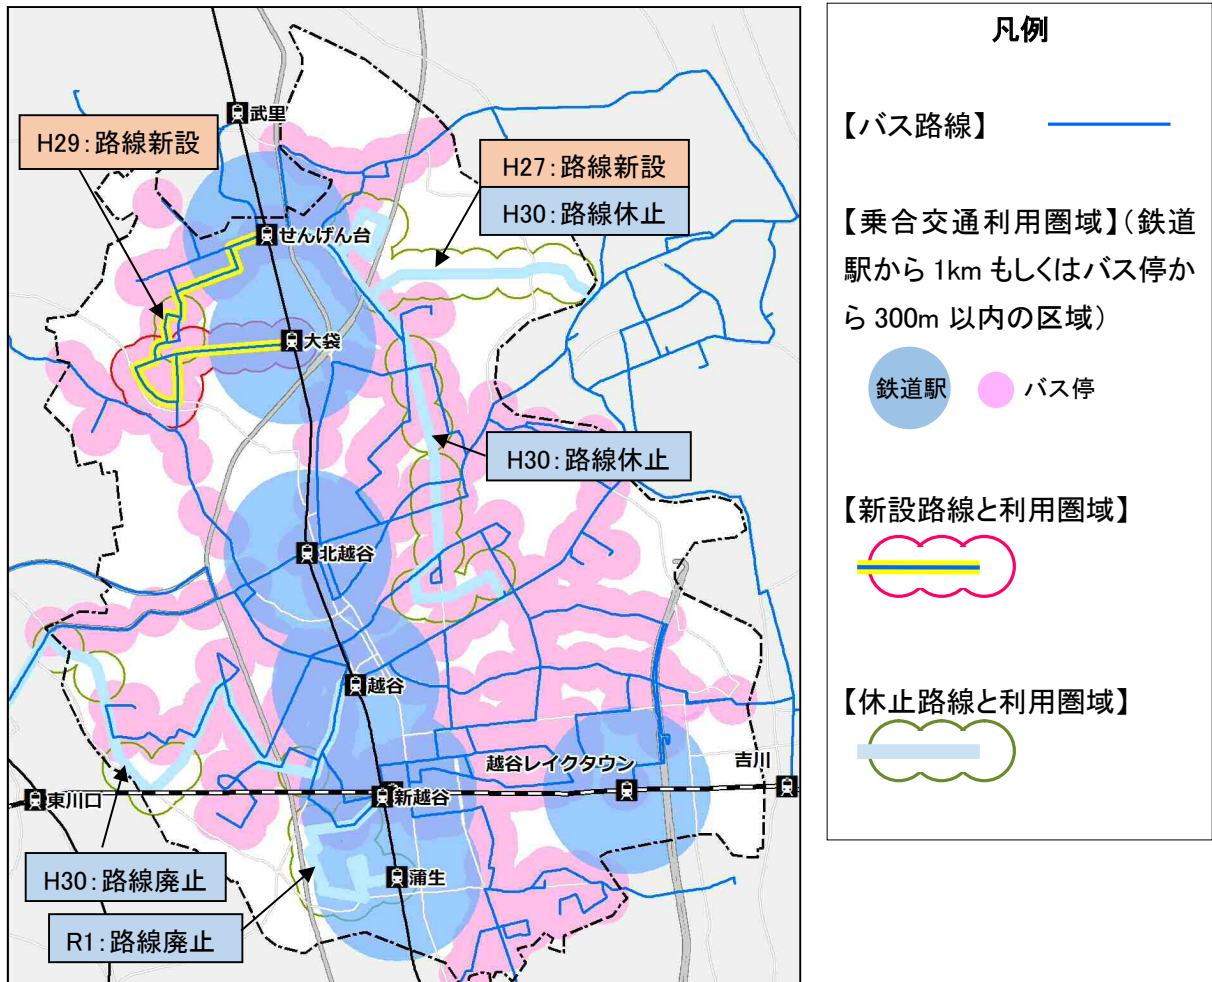 武里
H29：路線新設
H27：路線新設
H30：路線休止
せんげん台
大袋
H30：路線休止
北越谷
越谷
越谷レイクタウン
吉川
東川口
新越谷
蒲生
H30：路線廃止
R1：路線廃止
凡例
【バス路線】
【乗合交通利用圏域】（鉄道
駅から 1km もしくはバス停か
ら 300m 以内の区域）
鉄道駅
バス停
【新設路線と利用圏域】
【休止路線と利用圏域】